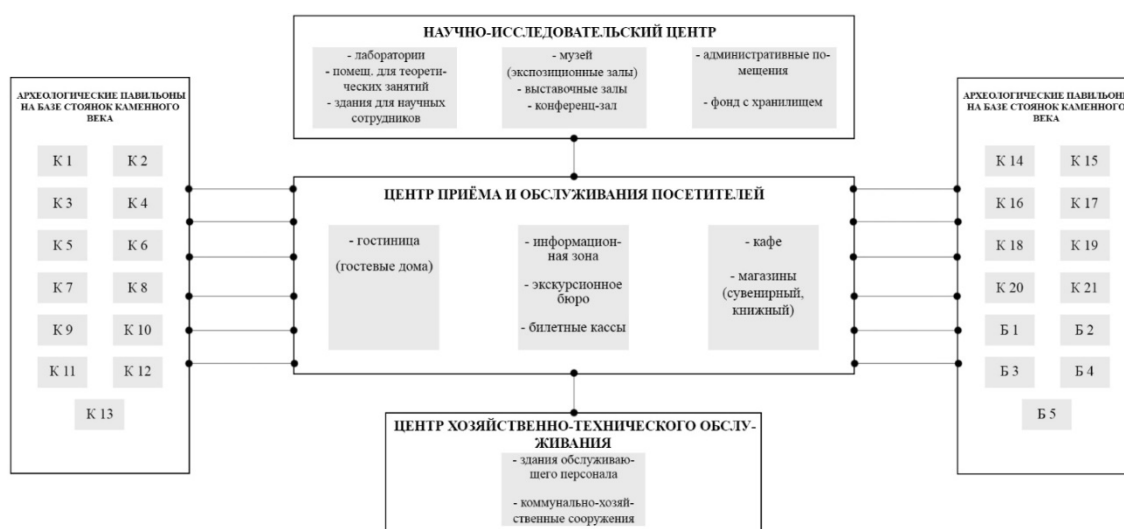 НАУЧНО-ИССЛЕДОВАТЕЛЬСКИЙ ЦЕНТР
- лаборатории
- помещ. для теорети-
ческих занятий
- здания для научных
сотрудников
- музей
(экспозиционные залы)
- выставочные залы
- конференц-зал
- административные по-
мещения
- фонд с хранилищем
АРХЕОЛОГИЧЕСКИЕ ПАВИЛЬОНЫ
НА БАЗЕ СТОЯНОК КАМЕННОГО
ВЕКА
К 1
К 2
К 3
К 4
К 5
К 6
К 7
К 8
К 9
К 10
К 11
К 12
К 13
ЦЕНТР ПРИЁМА И ОБСЛУЖИВАНИЯ ПОСЕТИТЕЛЕЙ
- гостиница
(гостевые дома)
- информацион-
ная зона
- экскурсионное
бюро
- билетные кассы
- кафе
- магазины
(сувенирный,
книжный)
АРХЕОЛОГИЧЕСКИЕ ПАВИЛЬОНЫ
НА БАЗЕ СТОЯНОК КАМЕННОГО
ВЕКА
К 14
К 15
К 16
К 17
К 18
К 19
К 20
К 21
Б 1
Б 2
Б 3
Б 4
Б 5
ЦЕНТР ХОЗЯЙСТВЕННО-ТЕХНИЧЕСКОГО ОБСЛУ-
ЖИВАНИЯ
- здания обслуживаю-
щего персонала
- коммунально-хозяй-
ственные сооружения